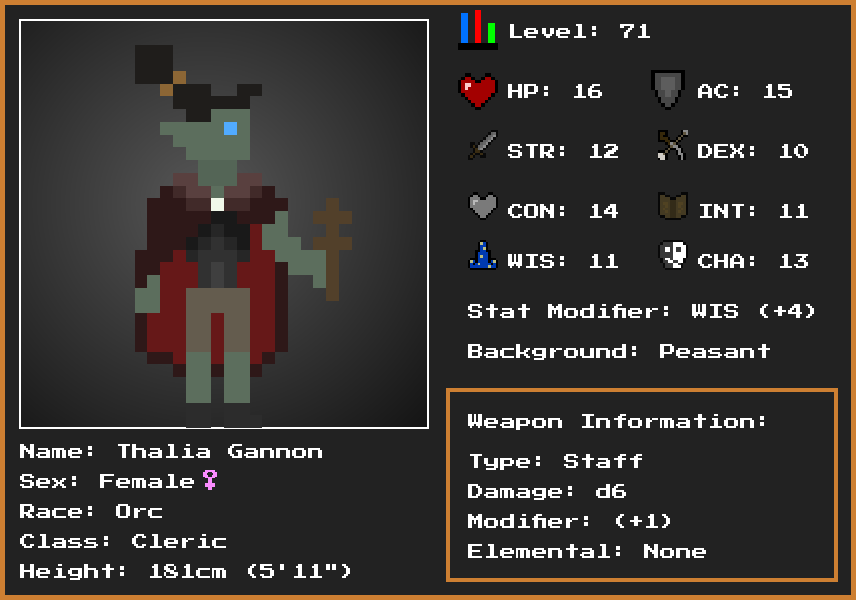 Level: 71
HP: 16
AC: 15
STR: 12
DEX: 10
CON: 14
INT: 11
WIS: 11
CHA: 13
Stat Modifier: WIS (+4)
Background: Peasant
Weapon Information:
Type: Staff
Damage: d6
Modifier: (+1)
Elemental: None
Name: Thalia Gannon
Sex: Female♀
Race: Orc
Class: Cleric
Height: 181cm (5'11")